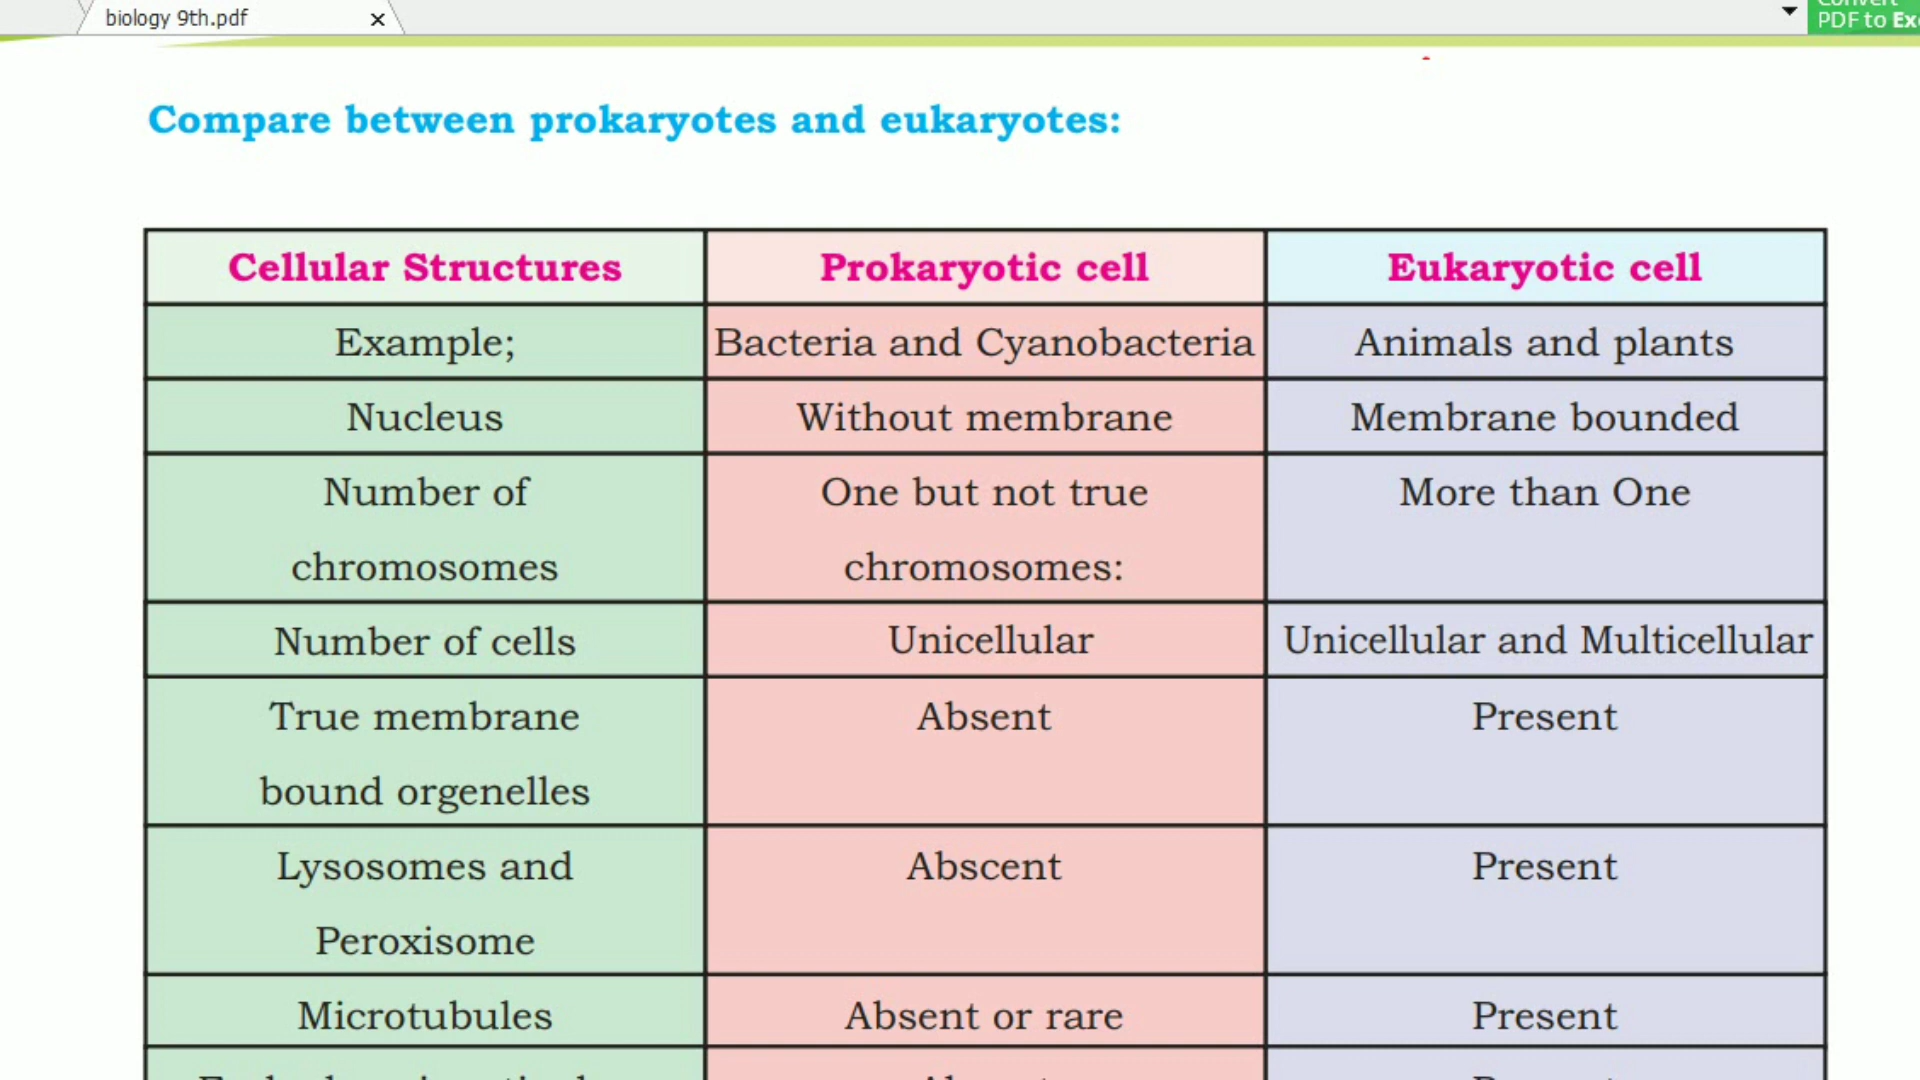 biology 9th.pdf
PDF to
Compare between prokaryotes and eukaryotes:
Cellular Structures Prokaryotic cell Eukaryotic cell
Example; Bacteria and Cyanobacteria Animals and plants
Nucleus Without membrane Membrane bounded
Number of One but not true More than One
chromosomes chromosomes:
Number of cells Unicellular Unicellular and Multicellular
True membrane Absent Present
bound orgenelles
Lysosomes and Abscent Present
Peroxisome
Microtubules Absent or rare Present